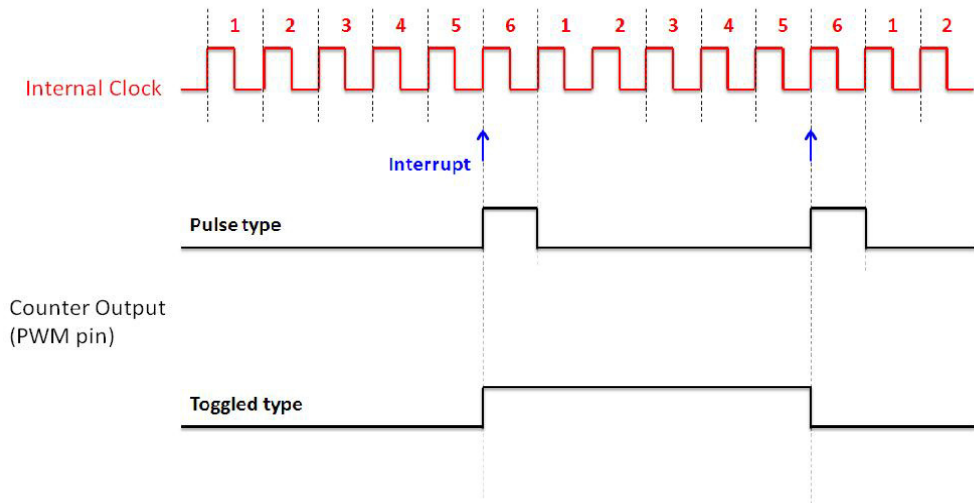 1 2 3 4 5 6 1 2 3 4 5 6 1 2
Internal Clock
Interrupt
Pulse type
Counter Output
(PWM pin)
Toggled type